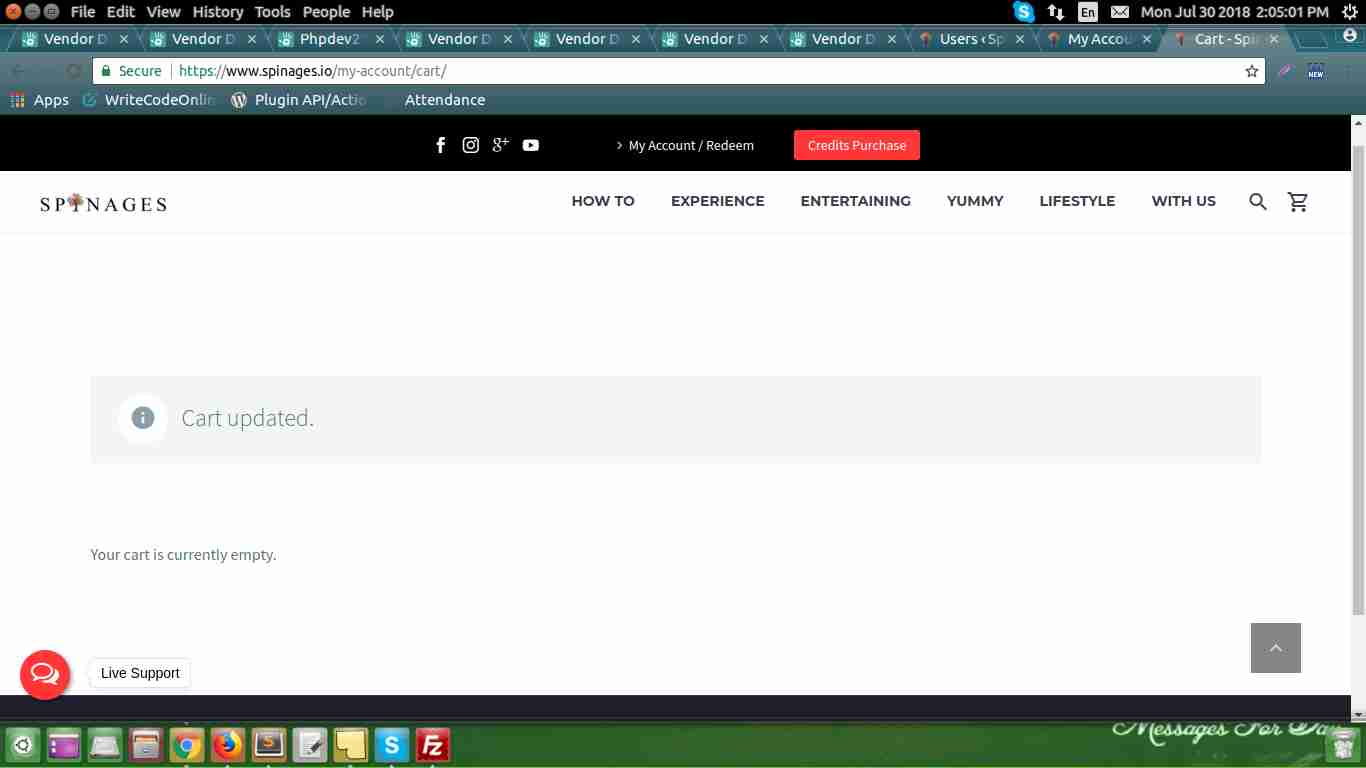 File Edit View History Tools People Help
En Mon Jul 30 2018 2:05:01 PM
Vendor D Vendor D Phpdev2 Vendor D Vendor D Vendor D Vendor D Users ‹ Sp My Accou Cart - Spin
Secure https://www.spinages.io/my-account/cart/
NEW
Apps WriteCodeOnlin Plugin API/Actio Attendance
My Account / Redeem Credits Purchase
SPINAGES HOW TO EXPERIENCE ENTERTAINING YUMMY LIFESTYLE WITH US
Cart updated.
Your cart is currently empty.
Live Support
Messages For Day